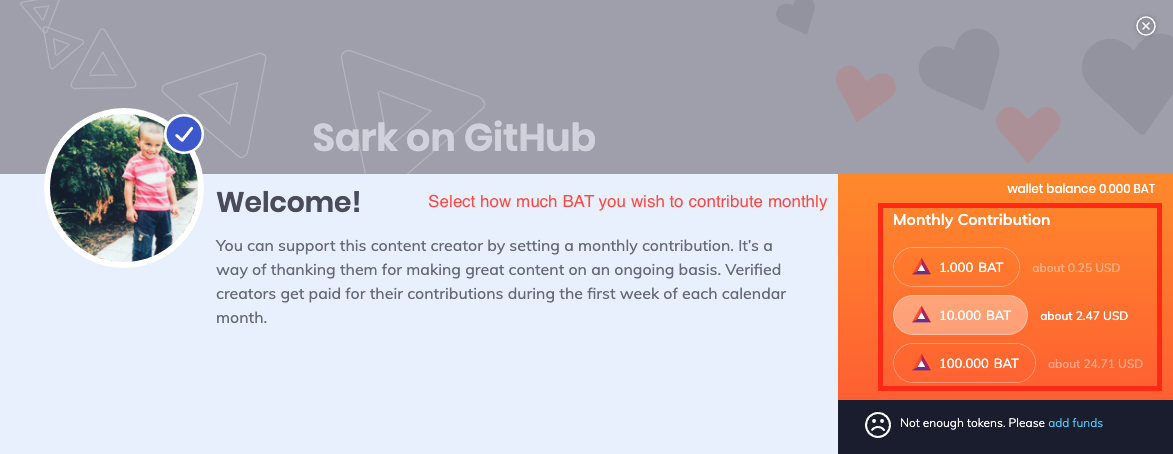 Sark on GitHub
Welcome!
Select how much BAT you wish to contribute monthly
You can support this content creator by setting a monthly contribution. It’s a
way of thanking them for making great content on an ongoing basis. Verified
creators get paid for their contributions during the first week of each calendar
month.
wallet balance 0.000 BAT
Monthly Contribution
1.000 BAT about 0.25 USD
10.000 BAT about 2.47 USD
100.000 BAT about 24.71 USD
Not enough tokens. Please add funds